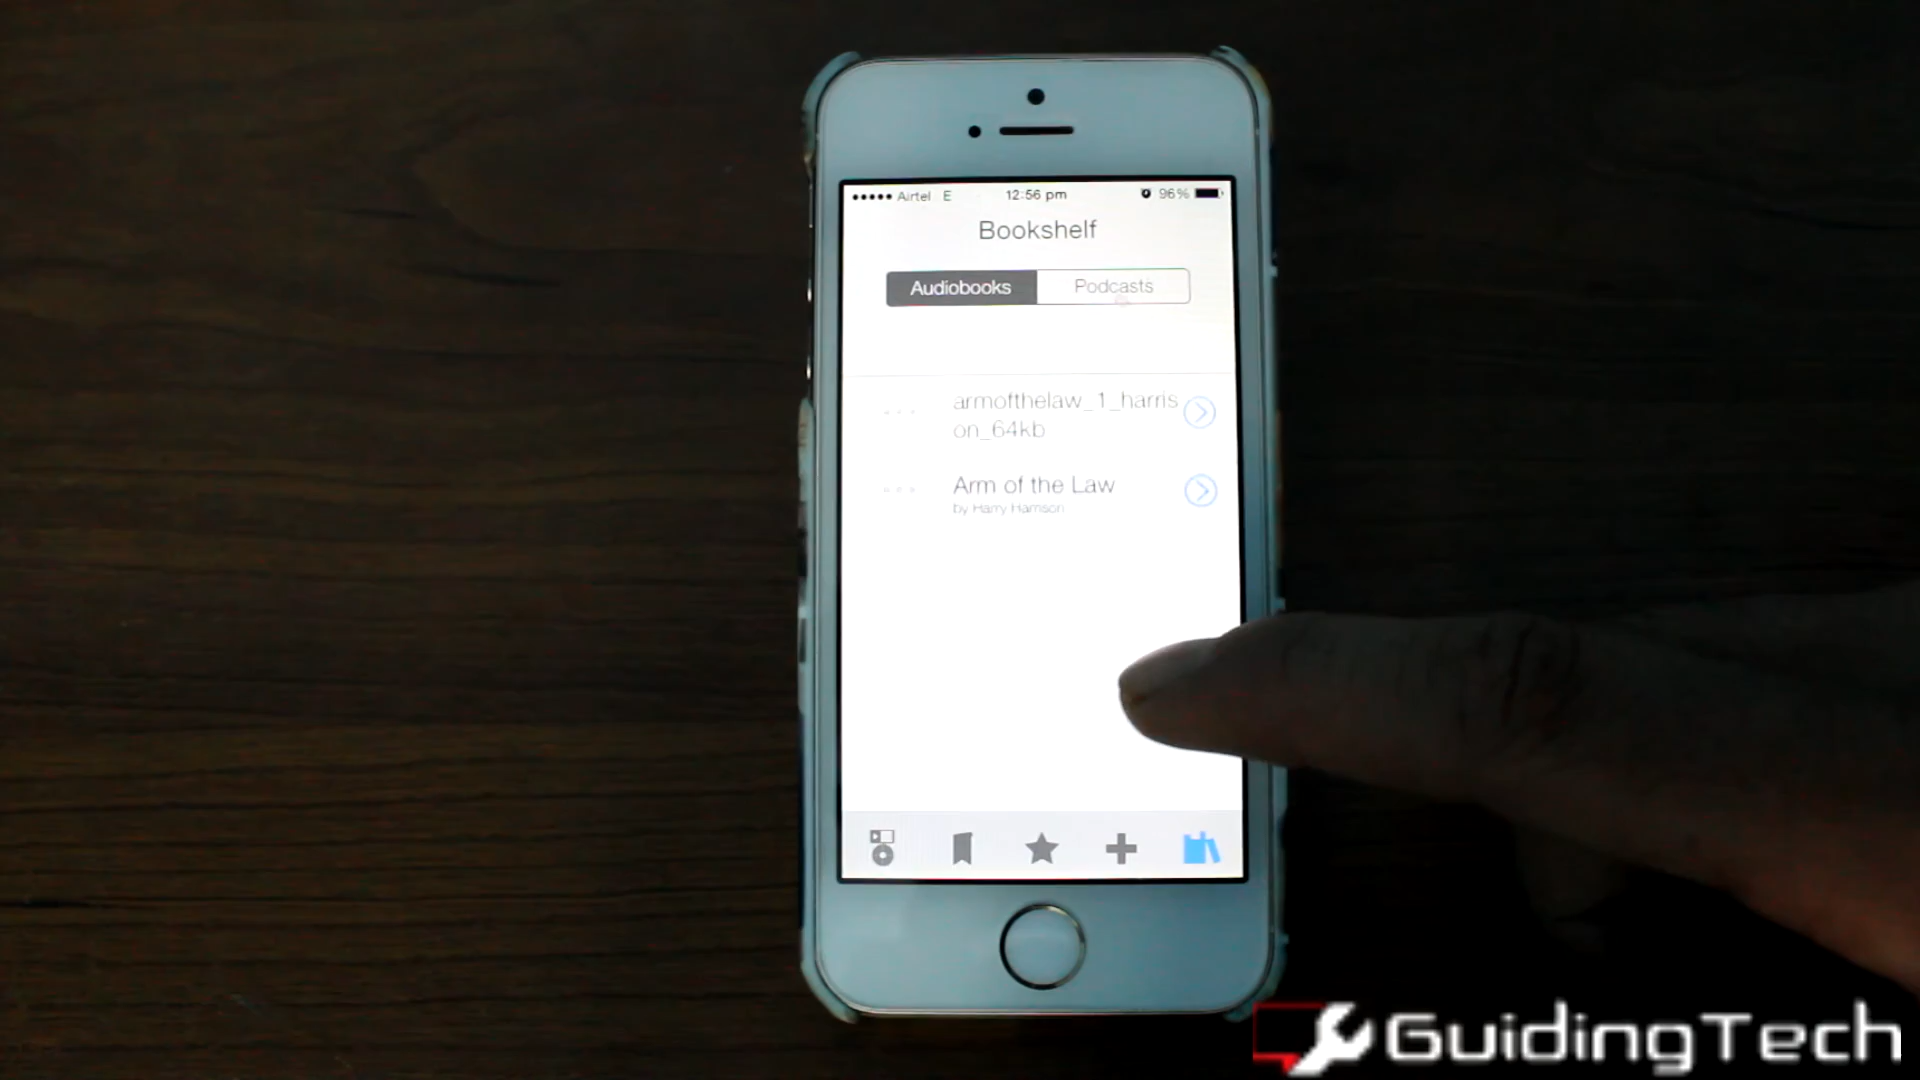 Airtel E 12:56 pm 96%
Bookshelf
Audiobooks Podcasts
armofthelaw_1_harris
on_64kb
Arm of the Law
by Harry Harrison
GuidingTech